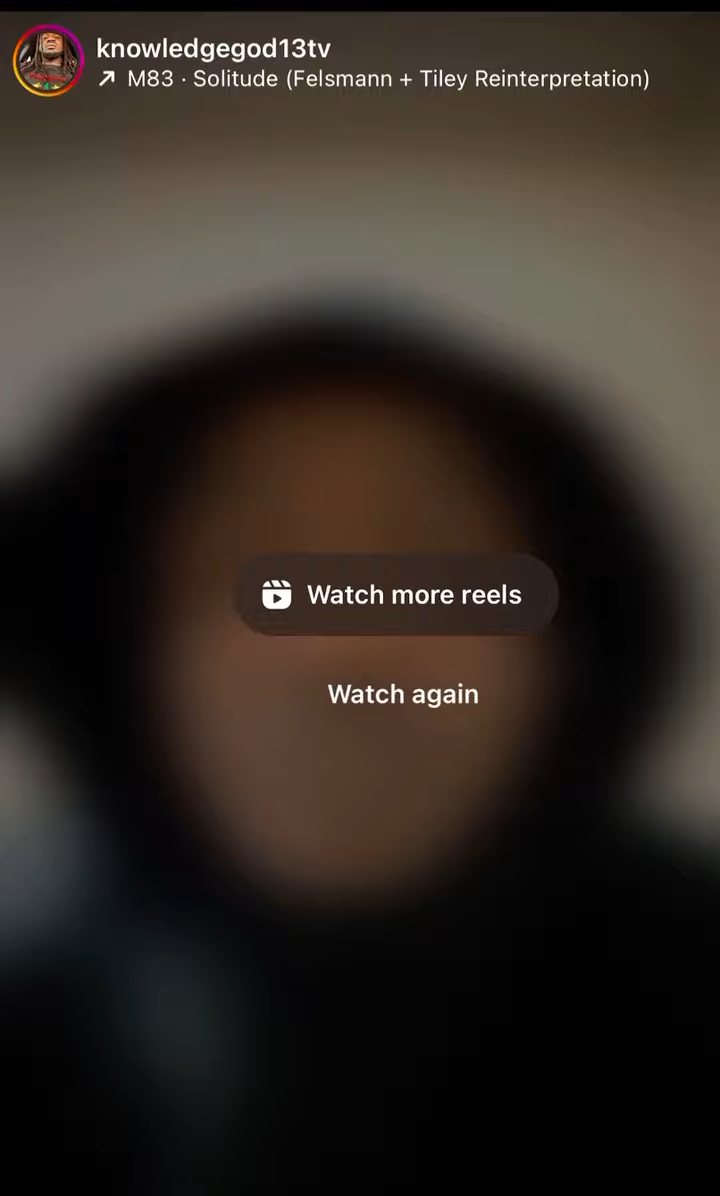 knowledgegod13tv
M83 · Solitude (Felsmann + Tiley Reinterpretation)
Watch more reels
Watch again